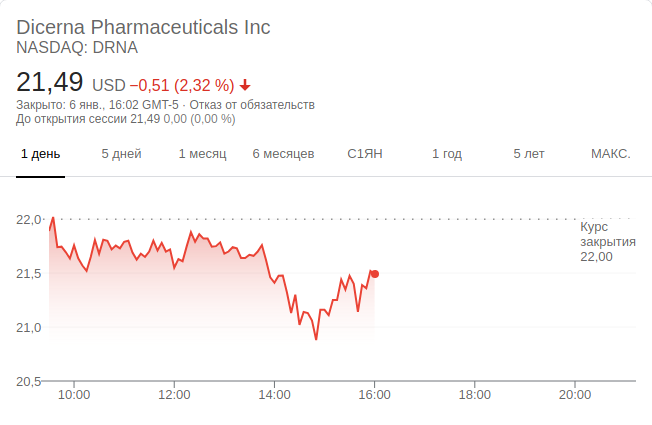 Dicerna Pharmaceuticals Inc
NASDAQ: DRNA
21,49 USD −0,51 (2,32 %)
Закрыто: 6 янв., 16:02 GMT-5 · Отказ от обязательств
До открытия сессии 21,49 0,00 (0,00 %)
1 день 5 дней 1 месяц 6 месяцев С1ЯН 1 год 5 лет МАКС.
22,0
Курс
закрытия
22,00
21,5
21,0
20,5
10:00 12:00 14:00 16:00 18:00 20:00